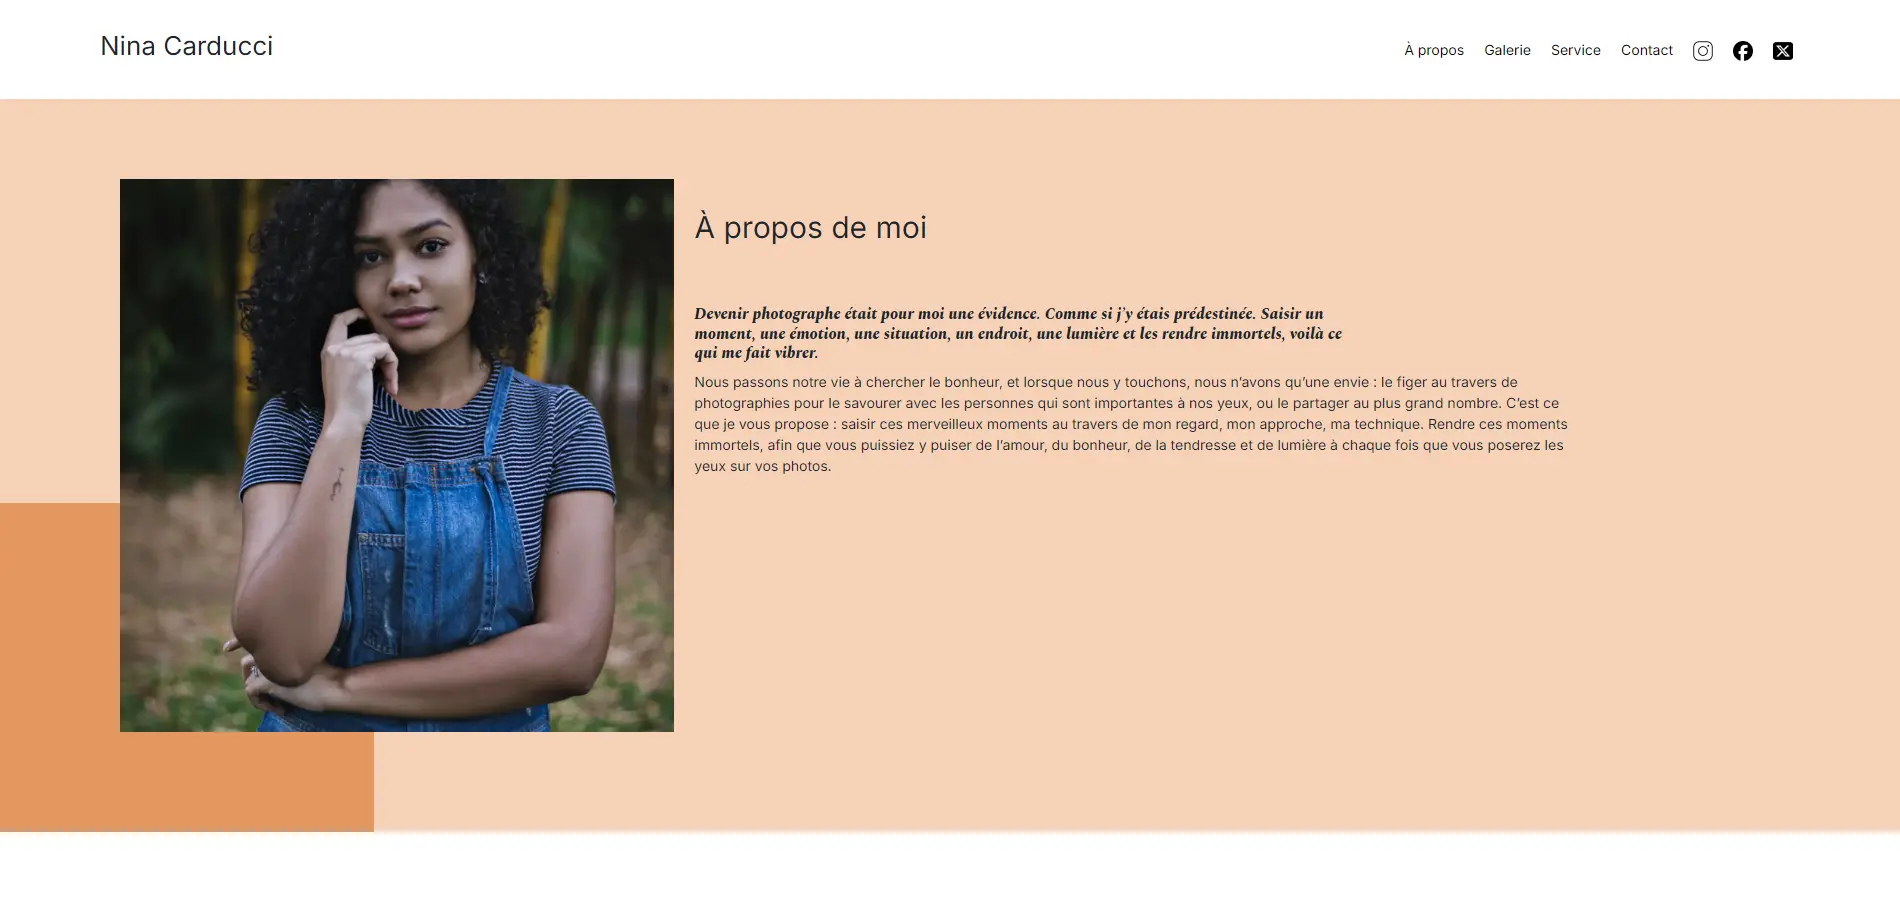 Nina Carducci
À propos Galerie Service Contact
À propos de moi
Devenir photographe était pour moi une évidence. Comme si j'y étais prédestinée. Saisir un
moment, une émotion, une situation, un endroit, une lumière et les rendre immortels, voilà ce
qui me fait vibrer.
Nous passons notre vie à chercher le bonheur, et lorsque nous y touchons, nous n’avons qu’une envie : le figer au travers de
photographies pour le savourer avec les personnes qui sont importantes à nos yeux, ou le partager au plus grand nombre. C’est ce
que je vous propose : saisir ces merveilleux moments au travers de mon regard, mon approche, ma technique. Rendre ces moments
immortels, afin que vous puissiez y puiser de l’amour, du bonheur, de la tendresse et de lumière à chaque fois que vous poserez les
yeux sur vos photos.